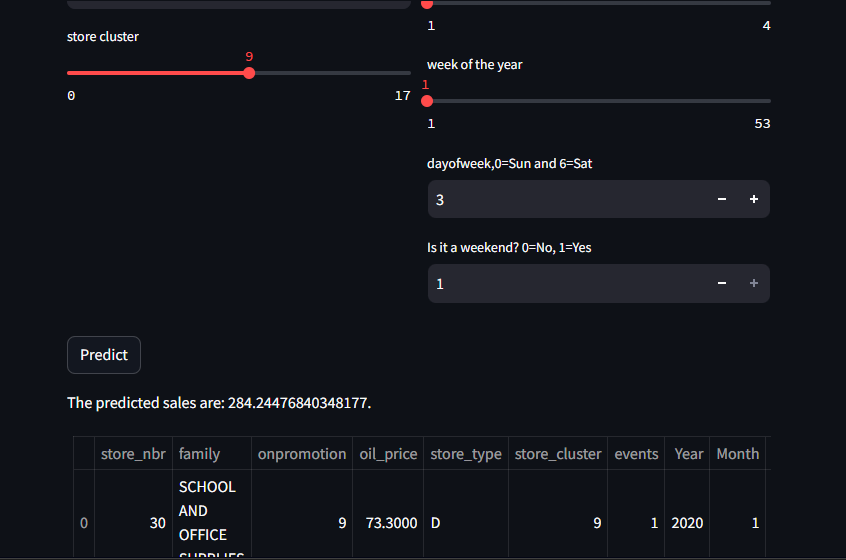 1 4
store cluster
9
0 17
week of the year
1
1 53
dayofweek,0=Sun and 6=Sat
3 − +
Is it a weekend? 0=No, 1=Yes
1 − +
Predict
The predicted sales are: 284.24476840348177.
store_nbr family onpromotion oil_price store_type store_cluster events Year Month
SCHOOL
AND
0 30 OFFICE 9 73.3000 D 9 1 2020 1
SUPPLIES